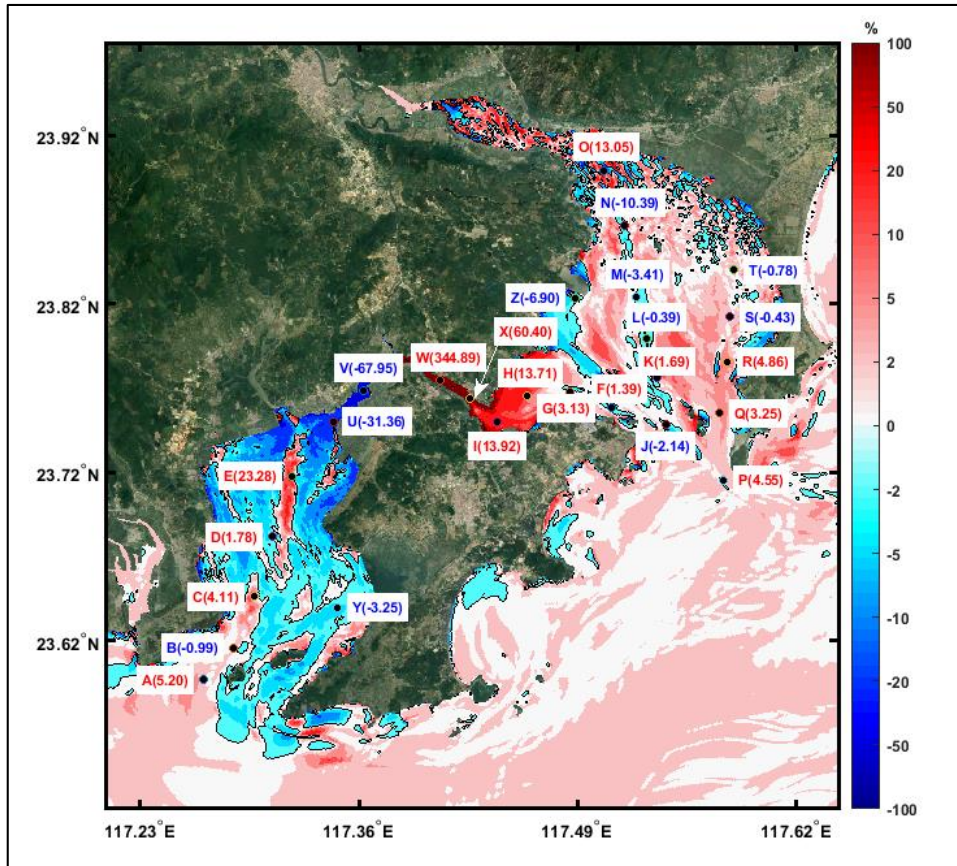 %
100
50
20
10
5
2
0
-2
-5
-10
-20
-50
-100
23.92°N
23.82°N
23.72°N
23.62°N
117.23°E
117.36°E
117.49°E
117.62°E
O(13.05)
N(-10.39)
M(-3.41)
T(-0.78)
Z(-6.90)
L(-0.39)
S(-0.43)
X(60.40)
W(344.89)
K(1.69)
R(4.86)
V(-67.95)
H(13.71)
F(1.39)
G(3.13)
Q(3.25)
U(-31.36)
I(13.92)
J(-2.14)
E(23.28)
P(4.55)
D(1.78)
C(4.11)
Y(-3.25)
B(-0.99)
A(5.20)